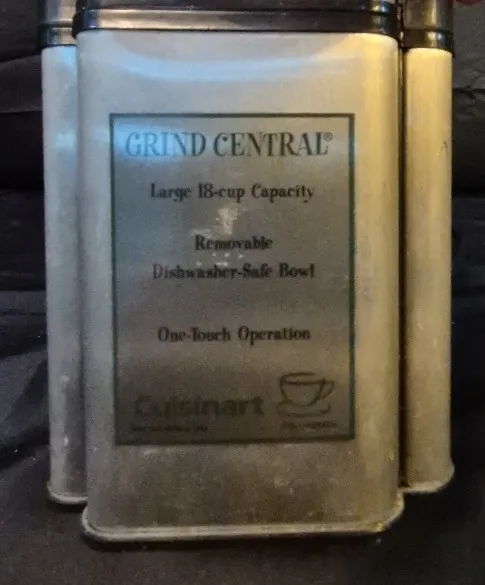 GRIND CENTRAL®
Large 18-cup Capacity
Removable
Dishwasher-Safe Bowl
One-Touch Operation
Cuisinart